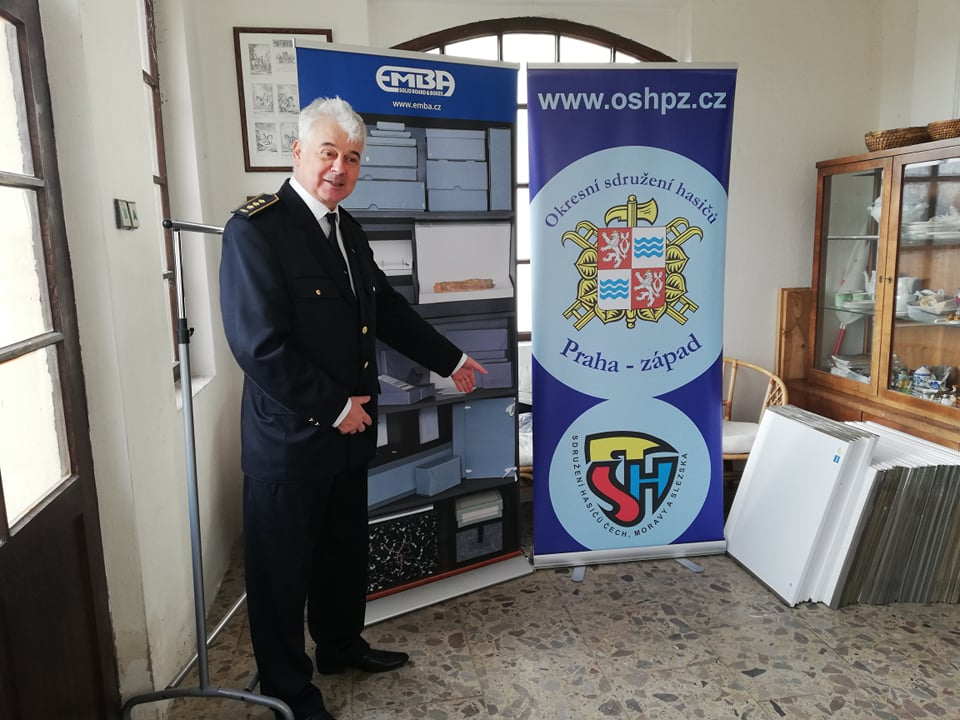 EMBA
SOLID BOARD & BOXES
www.emba.cz
www.oshpz.cz
Okresní sdružení hasičů
Praha - západ
SH
SDRUŽENÍ HASIČŮ ČECH, MORAVY A SLEZSKA